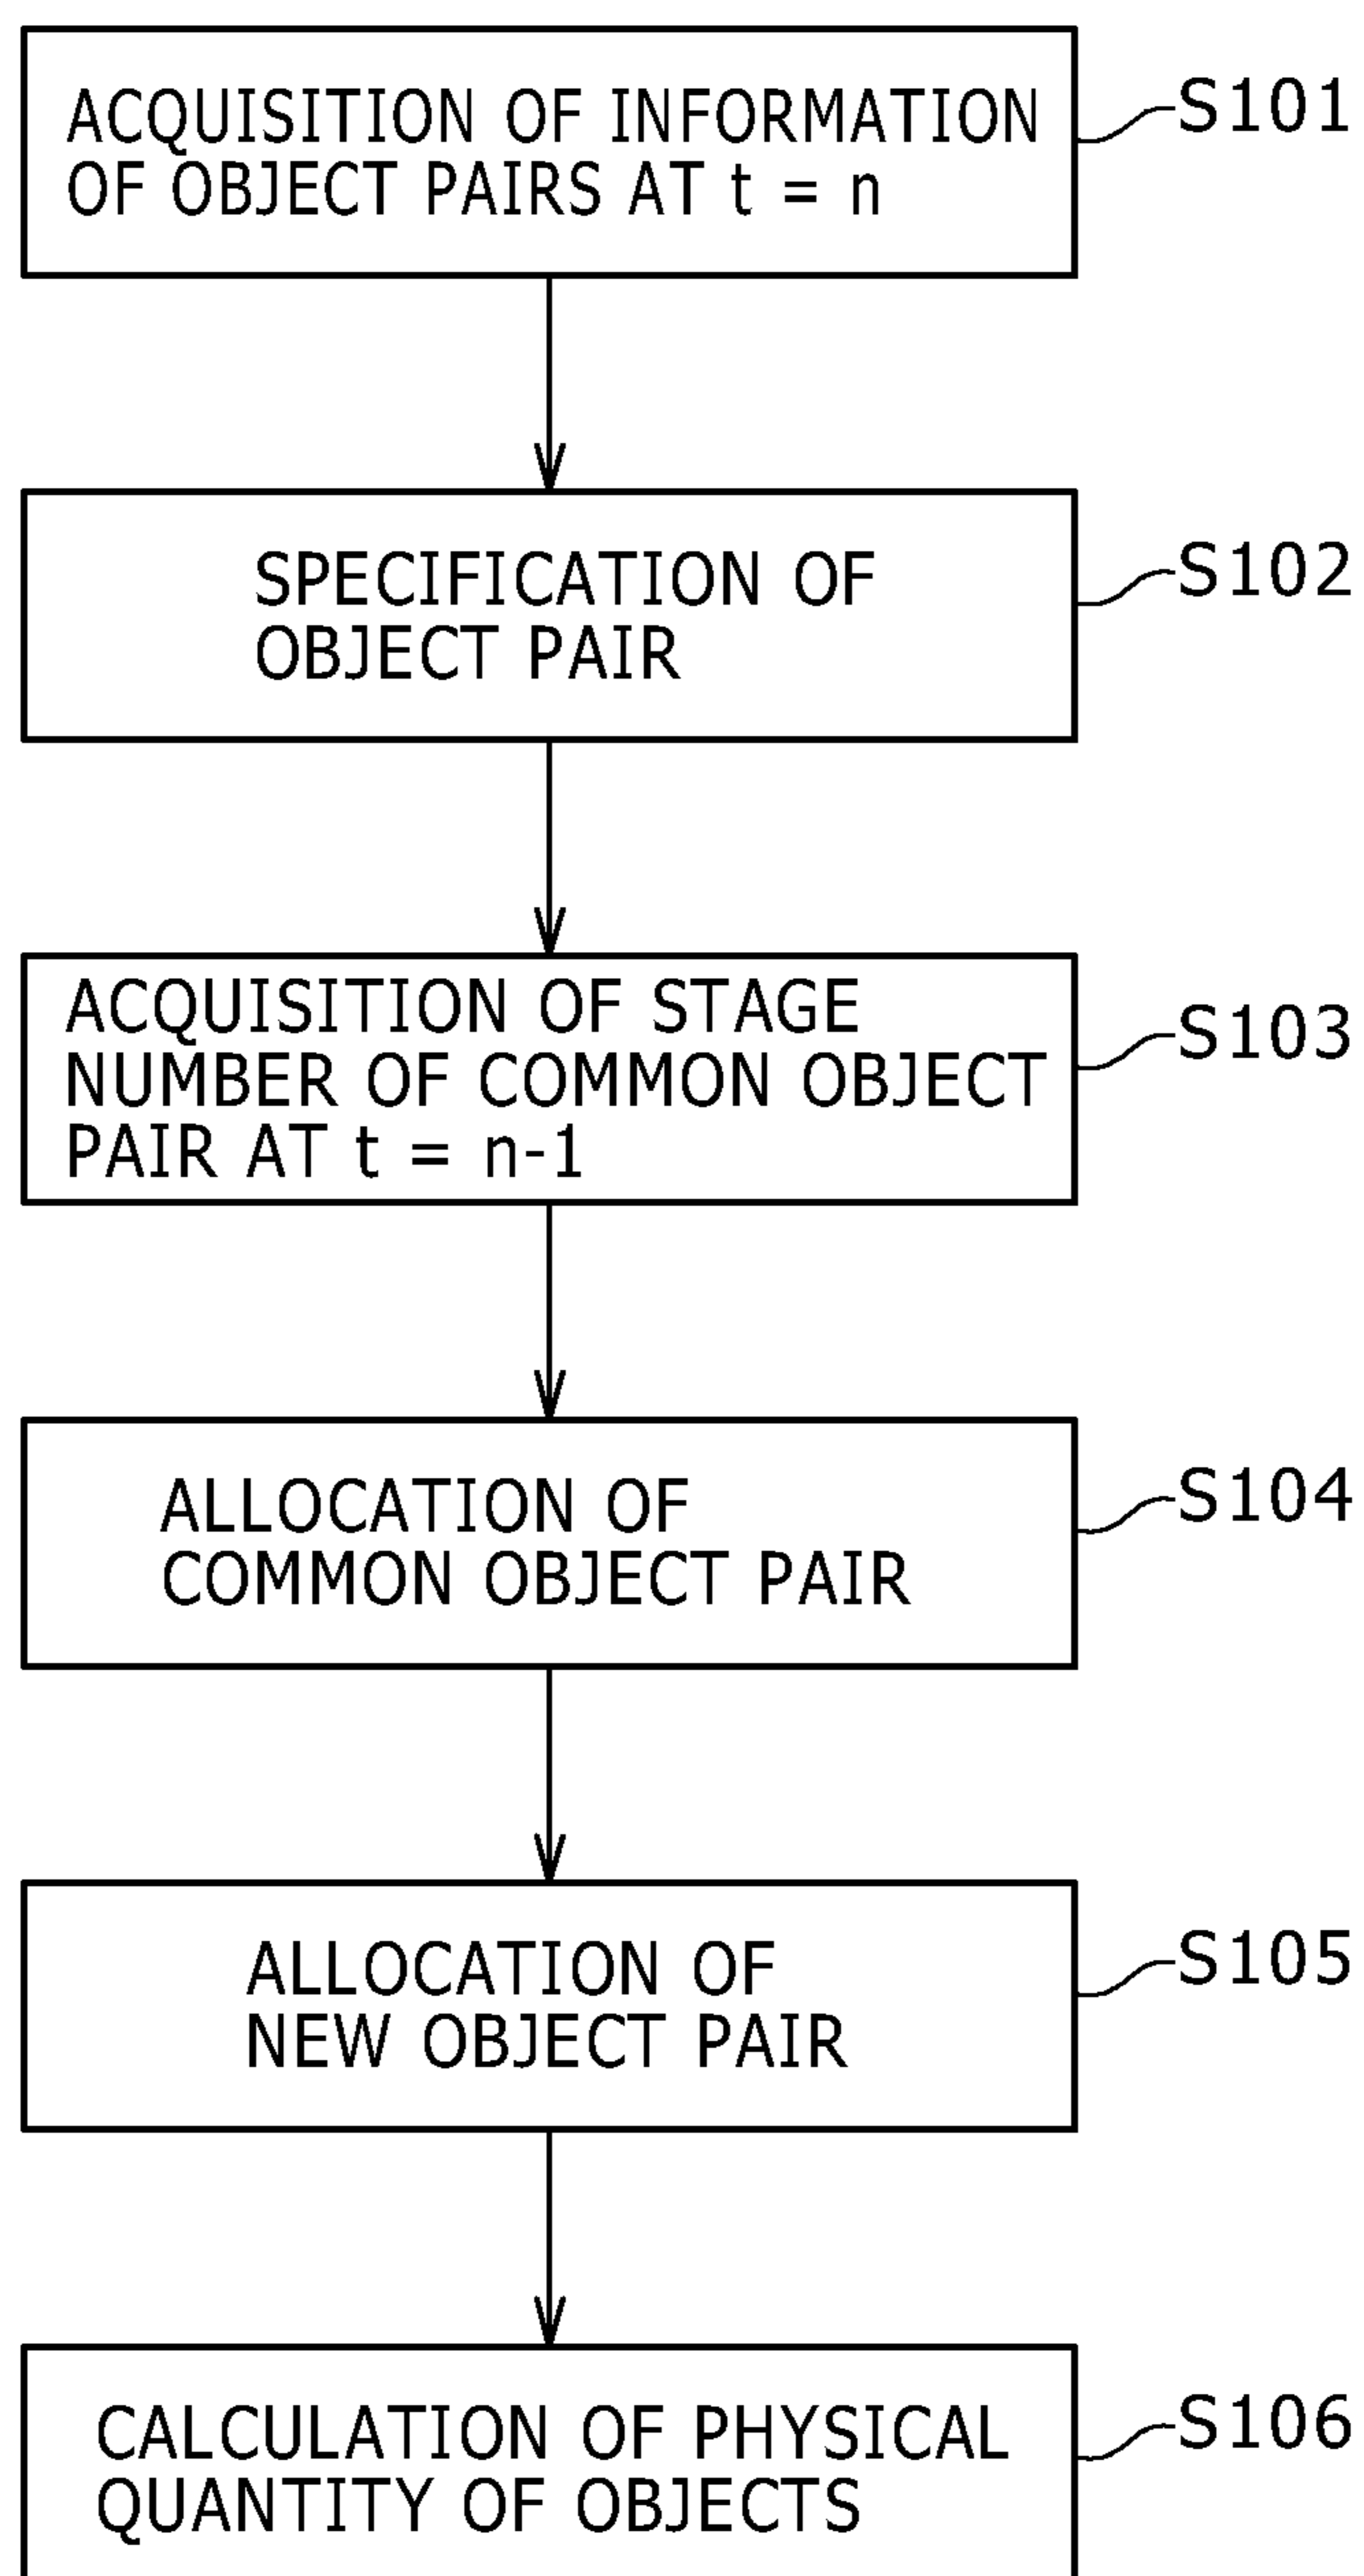 ACQUISITION OF INFORMATION
OF OBJECT PAIRS AT t = n
S101
SPECIFICATION OF
OBJECT PAIR
S102
ACQUISITION OF STAGE
NUMBER OF COMMON OBJECT
PAIR AT t = n-1
S103
ALLOCATION OF
COMMON OBJECT PAIR
S104
ALLOCATION OF
NEW OBJECT PAIR
S105
CALCULATION OF PHYSICAL
QUANTITY OF OBJECTS
S106